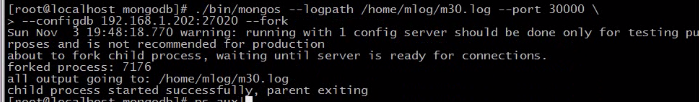 [root@localhost mongodb]# ./bin/mongos --logpath /home/mlog/m30.log --port 30000 \
> --configdb 192.168.1.202:27020 --fork
Sun Nov  3 19:48:18.770 warning: running with 1 config server should be done only for testing pu
rposes and is not recommended for production
about to fork child process, waiting until server is ready for connections.
forked process: 7176
all output going to: /home/mlog/m30.log
child process started successfully, parent exiting
[root@localhost mongodb]# ps aux|